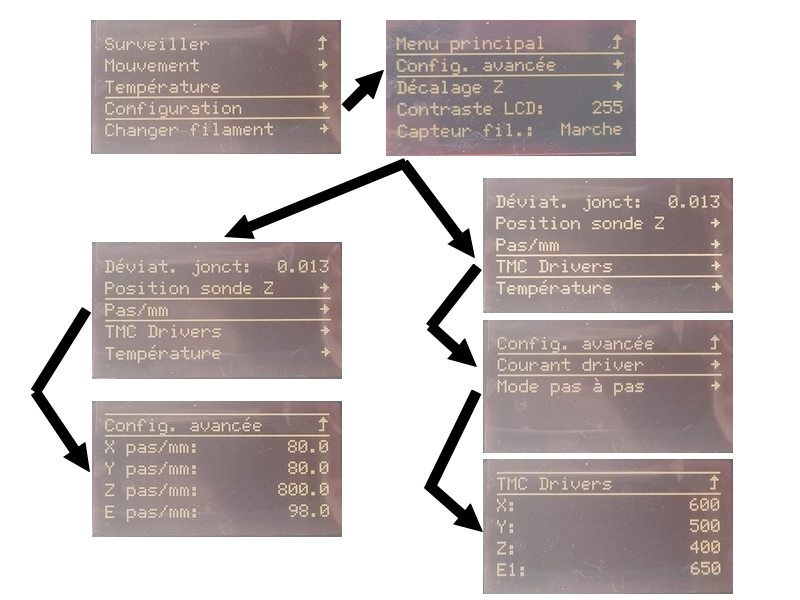 Surveiller
Mouvement
Température
Configuration
Changer filament
Menu principal
Config. avancée
Décalage Z
Contraste LCD: 255
Capteur fil.: Marche
Déviat. jonct: 0.013
Position sonde Z
Pas/mm
TMC Drivers
Température
Config. avancée
X pas/mm: 80.0
Y pas/mm: 80.0
Z pas/mm: 800.0
E pas/mm: 98.0
Déviat. jonct: 0.013
Position sonde Z
Pas/mm
TMC Drivers
Température
Config. avancée
Courant driver
Mode pas à pas
TMC Drivers
X: 600
Y: 500
Z: 400
E1: 650